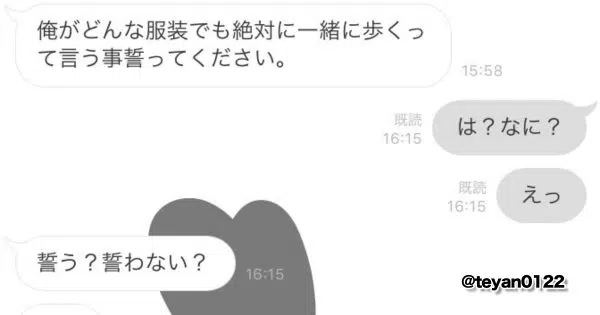 俺がどんな服装でも絶対に一緒に歩くっ
て言う事誓ってください。
15:58
は？なに？
既読
16:15
えっ
既読
16:15
誓う？誓わない？
16:15
@teyan0122